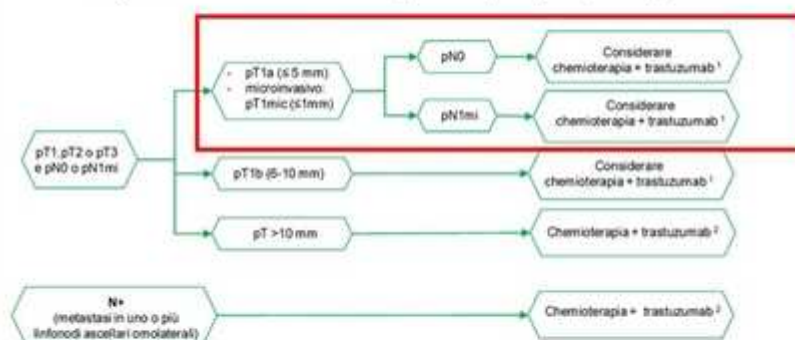 - pT1a (≤ 5 mm)
- microinvasivo:
pT1mic (≤1mm)
pN0
Considerare
chemioterapia + trastuzumab 1
pN1mi
Considerare
chemioterapia + trastuzumab 1
pT1,pT2 o pT3
e pN0 o pN1mi
pT1b (6-10 mm)
Considerare
chemioterapia + trastuzumab 1
pT >10 mm
Chemioterapia + trastuzumab 2
N+
(metastasi in uno o più
linfonodi ascellari omolaterali)
Chemioterapia + trastuzumab 2